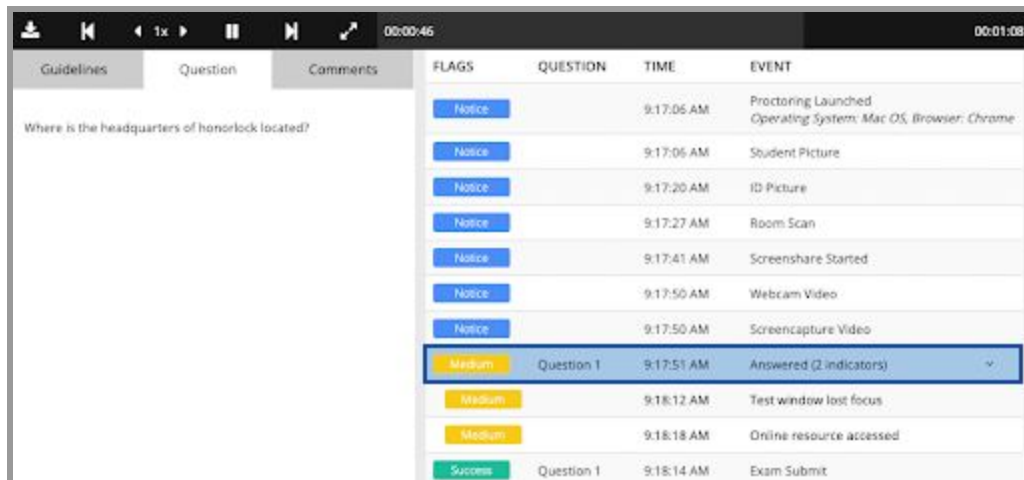 1x 00:00:46 00:01:08
Guidelines Question Comments
Where is the headquarters of honorlock located?
FLAGS QUESTION TIME EVENT
Notice 9:17:06 AM Proctoring Launched
Operating System: Mac OS, Browser: Chrome
Notice 9:17:06 AM Student Picture
Notice 9:17:20 AM ID Picture
Notice 9:17:27 AM Room Scan
Notice 9:17:41 AM Screenshare Started
Notice 9:17:50 AM Webcam Video
Notice 9:17:50 AM Screencapture Video
Medium Question 1 9:17:51 AM Answered (2 indicators)
Medium 9:18:12 AM Test window lost focus
Medium 9:18:18 AM Online resource accessed
Success Question 1 9:18:14 AM Exam Submit